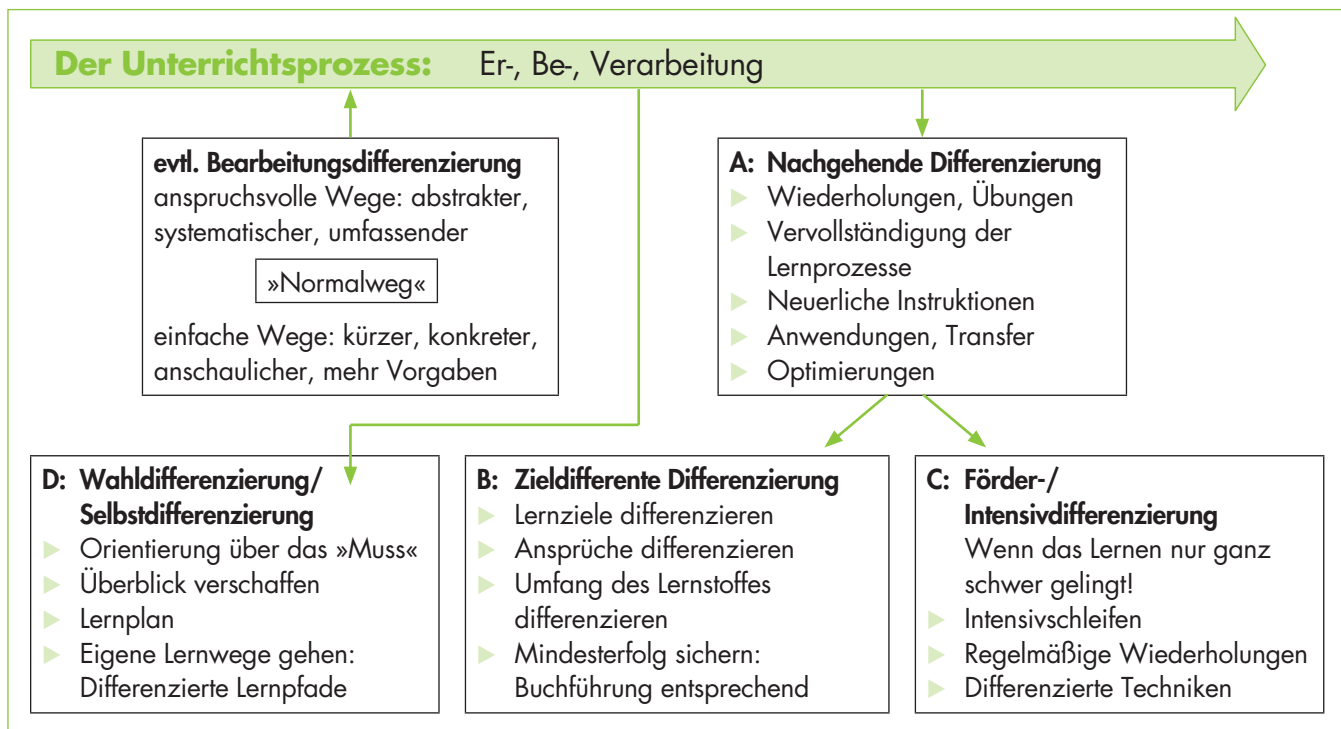 Der Unterrichtsprozess: Er-, Be-, Verarbeitung
evtl. Bearbeitungsdifferenzierung
anspruchsvolle Wege: abstrakter,
systematischer, umfassender
»Normalweg«
einfache Wege: kürzer, konkreter,
anschaulicher, mehr Vorgaben
A: Nachgehende Differenzierung
Wiederholungen, Übungen
Vervollständigung der
Lernprozesse
Neuerliche Instruktionen
Anwendungen, Transfer
Optimierungen
D: Wahldifferenzierung/
Selbstdifferenzierung
Orientierung über das »Muss«
Überblick verschaffen
Lernplan
Eigene Lernwege gehen:
Differenzierte Lernpfade
B: Zieldifferente Differenzierung
Lernziele differenzieren
Ansprüche differenzieren
Umfang des Lernstoffes
differenzieren
Mindesterfolg sichern:
Buchführung entsprechend
C: Förder-/
Intensivdifferenzierung
Wenn das Lernen nur ganz
schwer gelingt!
Intensivschleifen
Regelmäßige Wiederholungen
Differenzierte Techniken